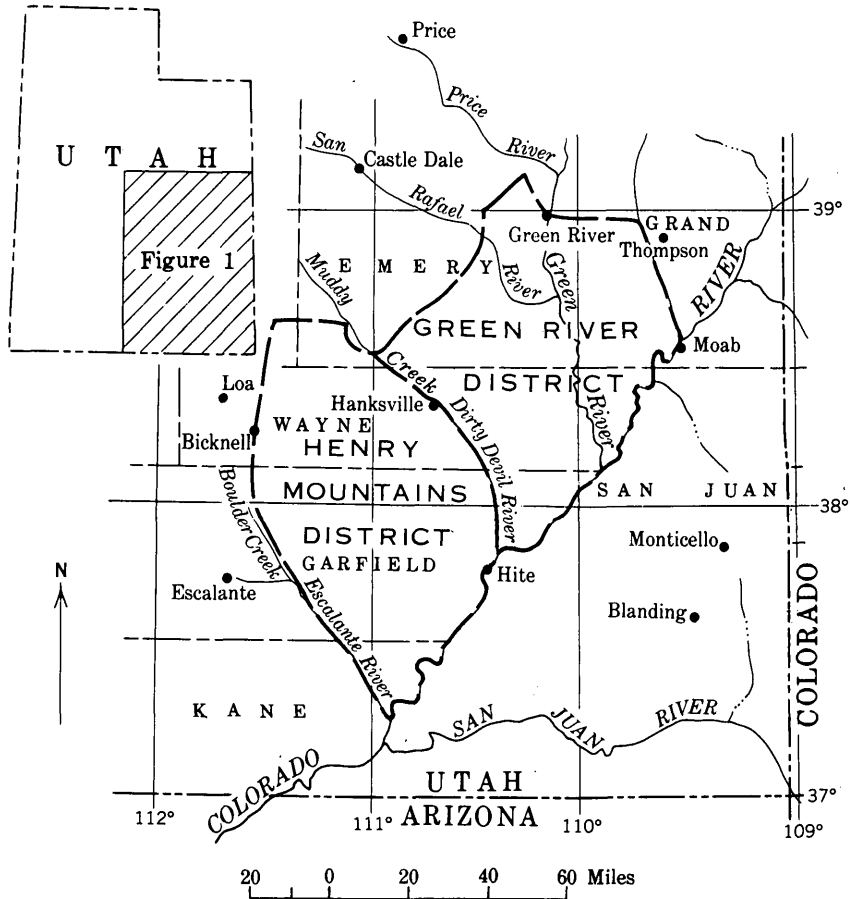 Price
Price
River
San
Castle Dale
Rafael
River
UTAH
39°
GRAND
Green River
Thompson
Figure 1
Muddy
EMERY
Green
River
RIVER
GREEN RIVER
Moab
Creek
DISTRICT
Loa
Hanksville
Dirty Devil River
WAYNE
Bicknell
HENRY
River
MOUNTAINS
SAN JUAN
38°
Boulder Creek
DISTRICT
GARFIELD
Monticello
N
Hite
Escalante
Escalante River
Blanding
COLORADO
KANE
SAN JUAN RIVER
COLORADO
UTAH
ARIZONA
37°
112°
111°
110°
109°
20 0 20 40 60 Miles